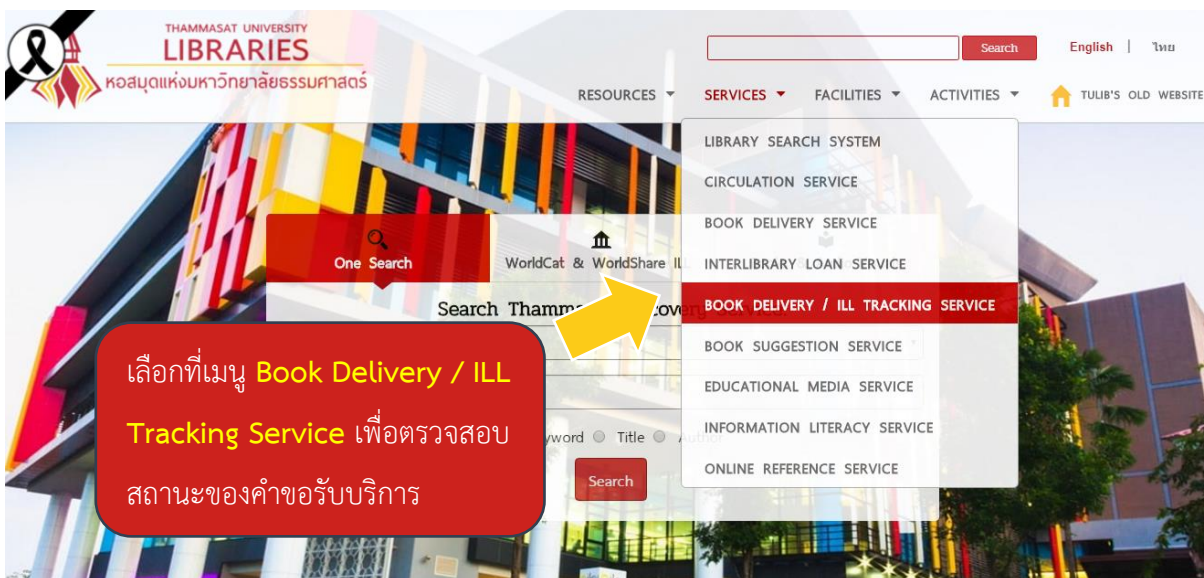 THAMMASAT UNIVERSITY
LIBRARIES
หอสมุดแห่งมหาวิทยาลัยธรรมศาสตร์
Search
English | ไทย
RESOURCES
SERVICES
FACILITIES
ACTIVITIES
TULIB'S OLD WEBSITE
LIBRARY SEARCH SYSTEM
CIRCULATION SERVICE
BOOK DELIVERY SERVICE
INTERLIBRARY LOAN SERVICE
BOOK DELIVERY / ILL TRACKING SERVICE
BOOK SUGGESTION SERVICE
EDUCATIONAL MEDIA SERVICE
INFORMATION LITERACY SERVICE
ONLINE REFERENCE SERVICE
One Search
WorldCat & WorldShare ILL
Search Thamm
เลือกที่เมนู Book Delivery / ILL
Tracking Service เพื่อตรวจสอบ
สถานะของคำขอรับบริการ
yword Title Author
Search